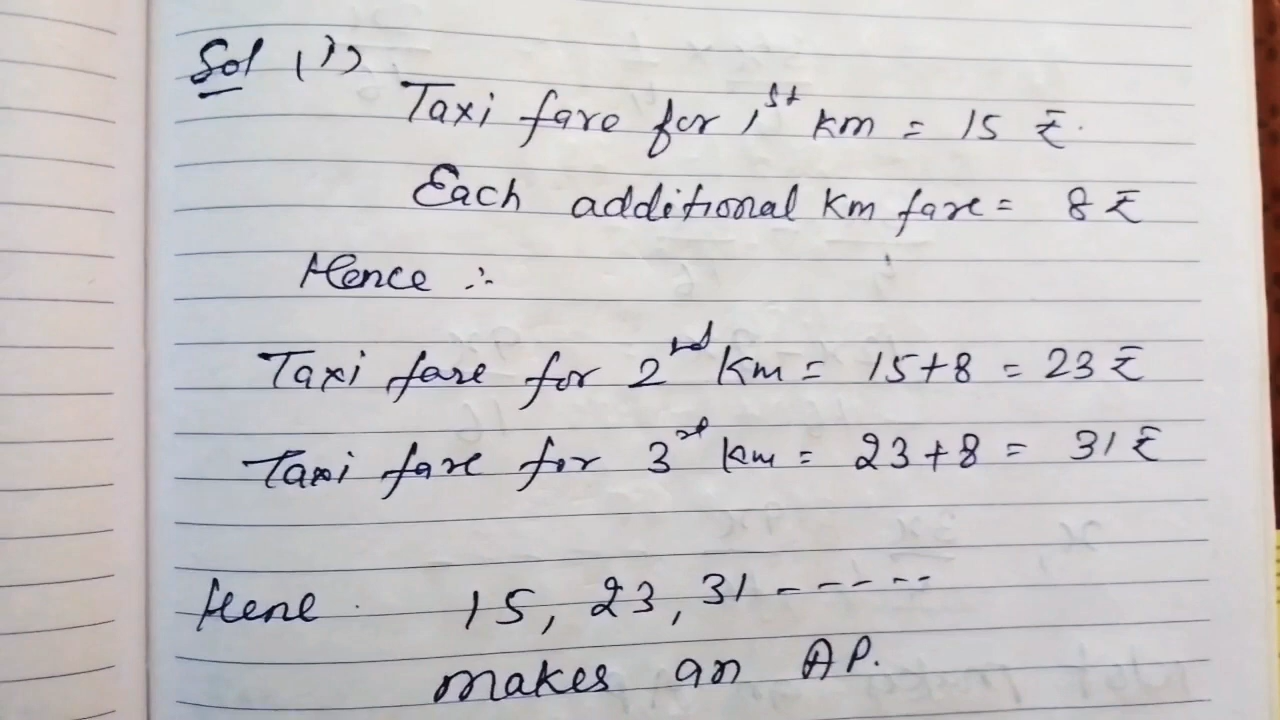 Sol (i)
Taxi fare for 1st km = 15 ₹.
Each additional km fare = 8 ₹
Hence ∴
Taxi fare for 2nd km = 15+8 = 23 ₹
Taxi fare for 3rd km = 23+8 = 31 ₹
Hene. 15, 23, 31 - - - - -
makes an AP.